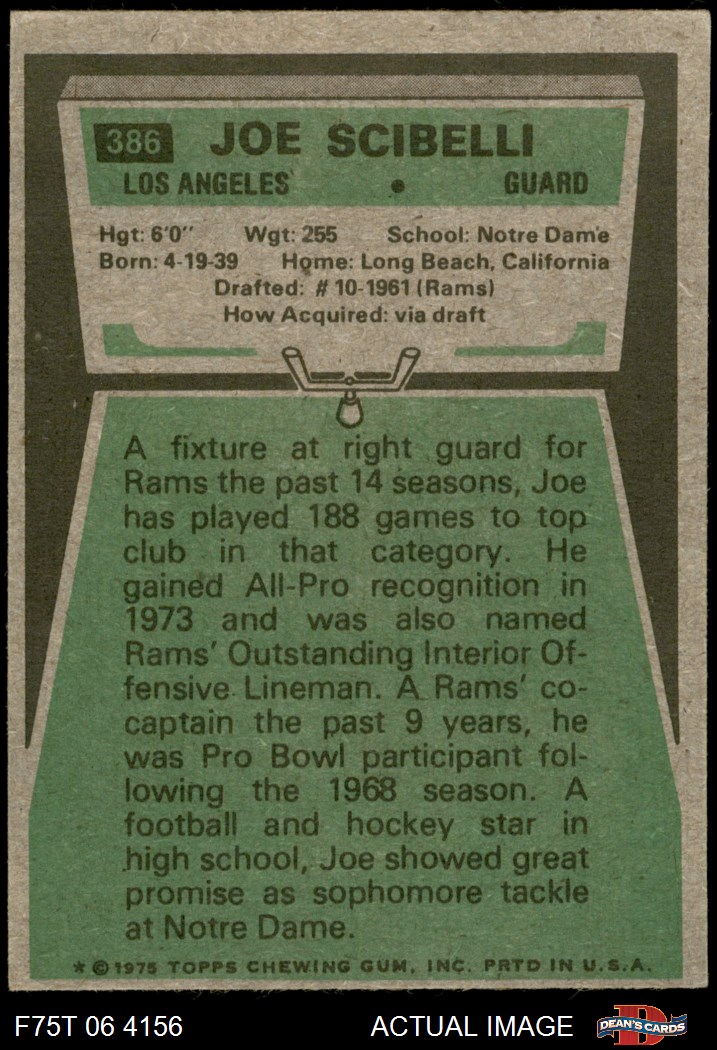 386 JOE SCIBELLI
LOS ANGELES • GUARD
Hgt: 6'0" Wgt: 255 School: Notre Dame
Born: 4-19-39 Home: Long Beach, California
Drafted: # 10-1961 (Rams)
How Acquired: via draft
A fixture at right guard for
Rams the past 14 seasons, Joe
has played 188 games to top
club in that category. He
gained All-Pro recognition in
1973 and was also named
Rams' Outstanding Interior Of-
fensive Lineman. A Rams' co-
captain the past 9 years, he
was Pro Bowl participant fol-
lowing the 1968 season. A
football and hockey star in
high school, Joe showed great
promise as sophomore tackle
at Notre Dame.
* © 1975 TOPPS CHEWING GUM, INC. PRTD IN U.S.A.
F75T 06 4156 ACTUAL IMAGE D DEAN'S CARDS